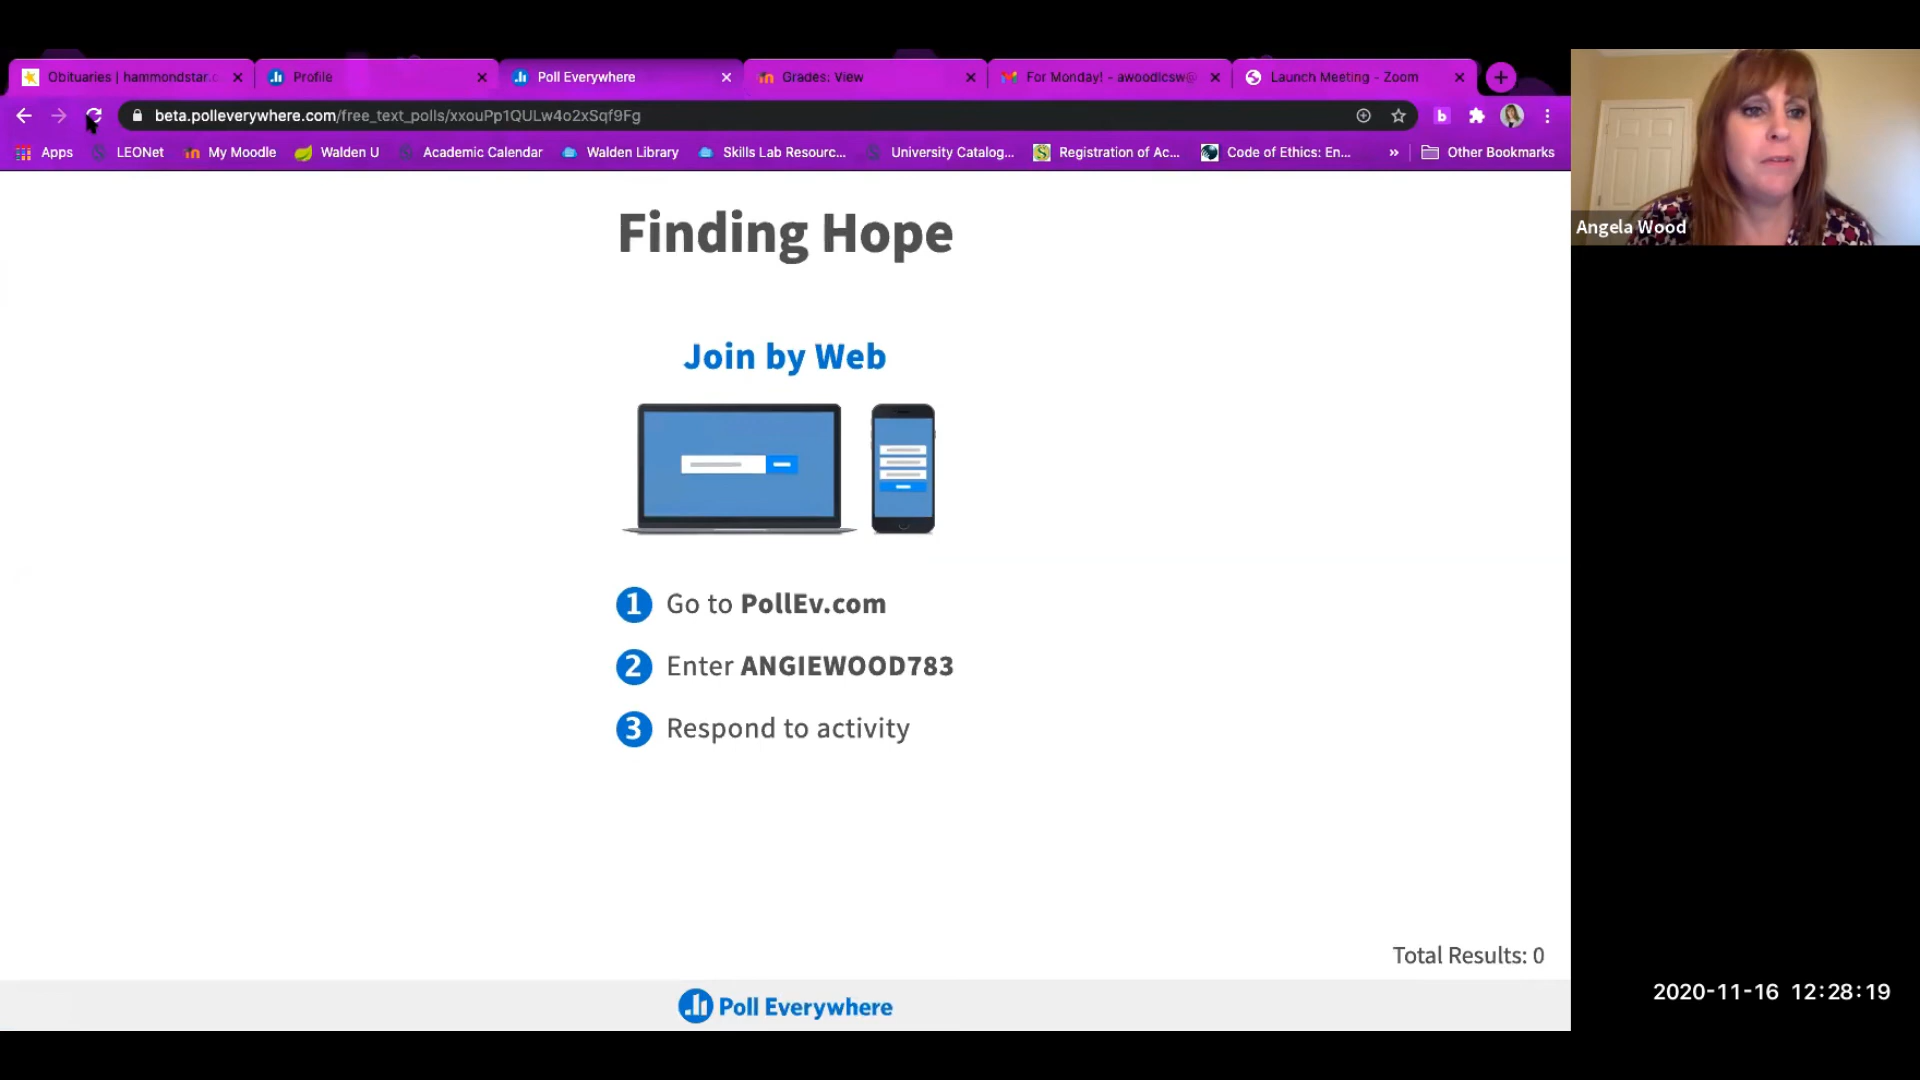 Obituaries | hammondstar.c
Profile
Poll Everywhere
Grades: View
For Monday! - awoodlcsw@
Launch Meeting - Zoom
beta.polleverywhere.com/free_text_polls/xxouPp1QULw4o2xSqf9Fg
b
Apps
LEONet
My Moodle
Walden U
Academic Calendar
Walden Library
Skills Lab Resourc...
University Catalog...
Registration of Ac...
Code of Ethics: En...
»
Other Bookmarks
Angela Wood
Finding Hope
Join by Web
1 Go to PollEv.com
2 Enter ANGIEWOOD783
3 Respond to activity
Total Results: 0
Poll Everywhere
2020-11-16 12:28:19